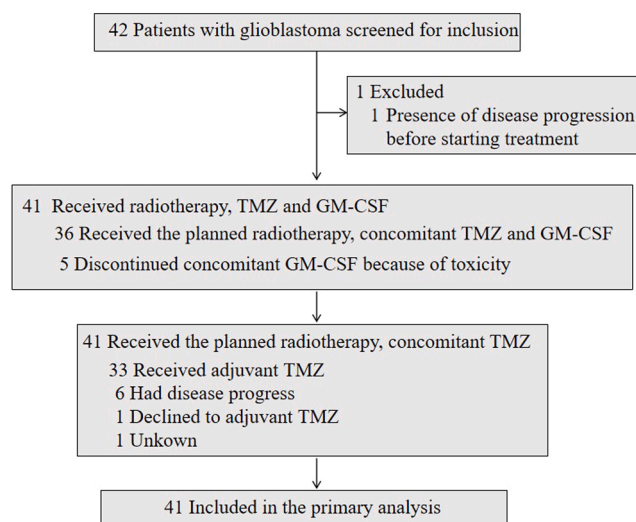 42 Patients with glioblastoma screened for inclusion
1 Excluded
1 Presence of disease progression
before starting treatment
41 Received radiotherapy, TMZ and GM-CSF
36 Received the planned radiotherapy, concomitant TMZ and GM-CSF
5 Discontinued concomitant GM-CSF because of toxicity
41 Received the planned radiotherapy, concomitant TMZ
33 Received adjuvant TMZ
6 Had disease progress
1 Declined to adjuvant TMZ
1 Unkown
41 Included in the primary analysis